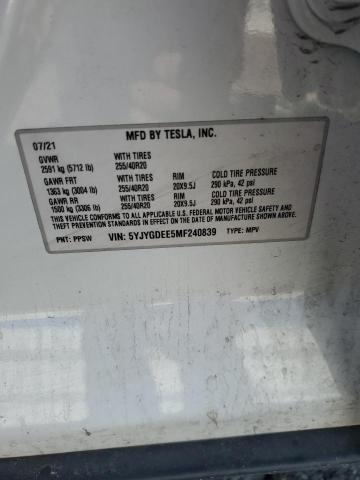 MFD BY TESLA, INC.
07/21
GVWR WITH TIRES
2591 kg (5712 lb) 255/40R20
GAWR FRT WITH TIRES RIM COLD TIRE PRESSURE
1363 kg (3004 lb) 255/40R20 20X9.5J 290 kPa, 42 psi
GAWR RR WITH TIRES RIM COLD TIRE PRESSURE
1500 kg (3306 lb) 255/40R20 20X9.5J 290 kPa, 42 psi
THIS VEHICLE CONFORMS TO ALL APPLICABLE FEDERAL MOTOR VEHICLE SAFETY AND
THEFT PREVENTION STANDARDS IN EFFECT ON THE DATE OF MANUFACTURE SHOWN ABOVE.
PNT: PPSW VIN: 5YJYGDEE5MF240839 TYPE: MPV